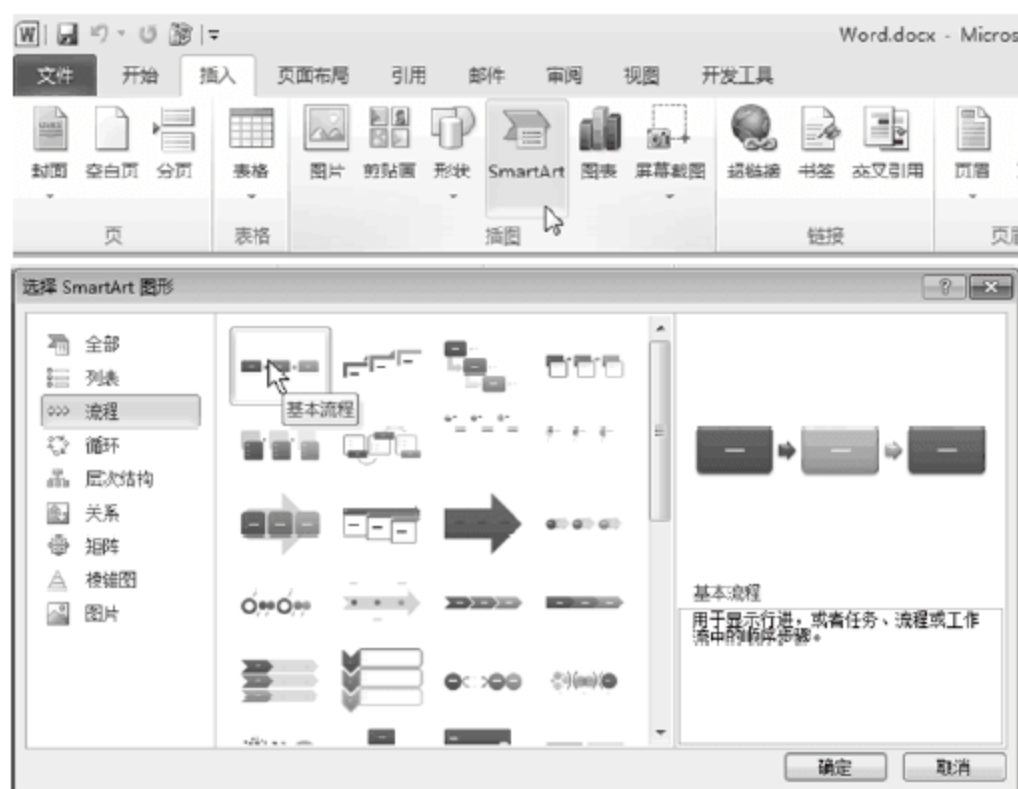 Word.docx - Micros
文件 开始 插入 页面布局 引用 邮件 审阅 视图 开发工具
封面 空白页 分页 表格 图片 剪贴画 形状 SmartArt 图表 屏幕截图 超链接 书签 交叉引用 页眉
页 表格 插图 链接 页眉
选择 SmartArt 图形
全部
列表
流程
循环
层次结构
关系
矩阵
棱锥图
图片
基本流程
基本流程
用于显示行进，或者任务、流程或工作
流中的顺序步骤。
确定 取消